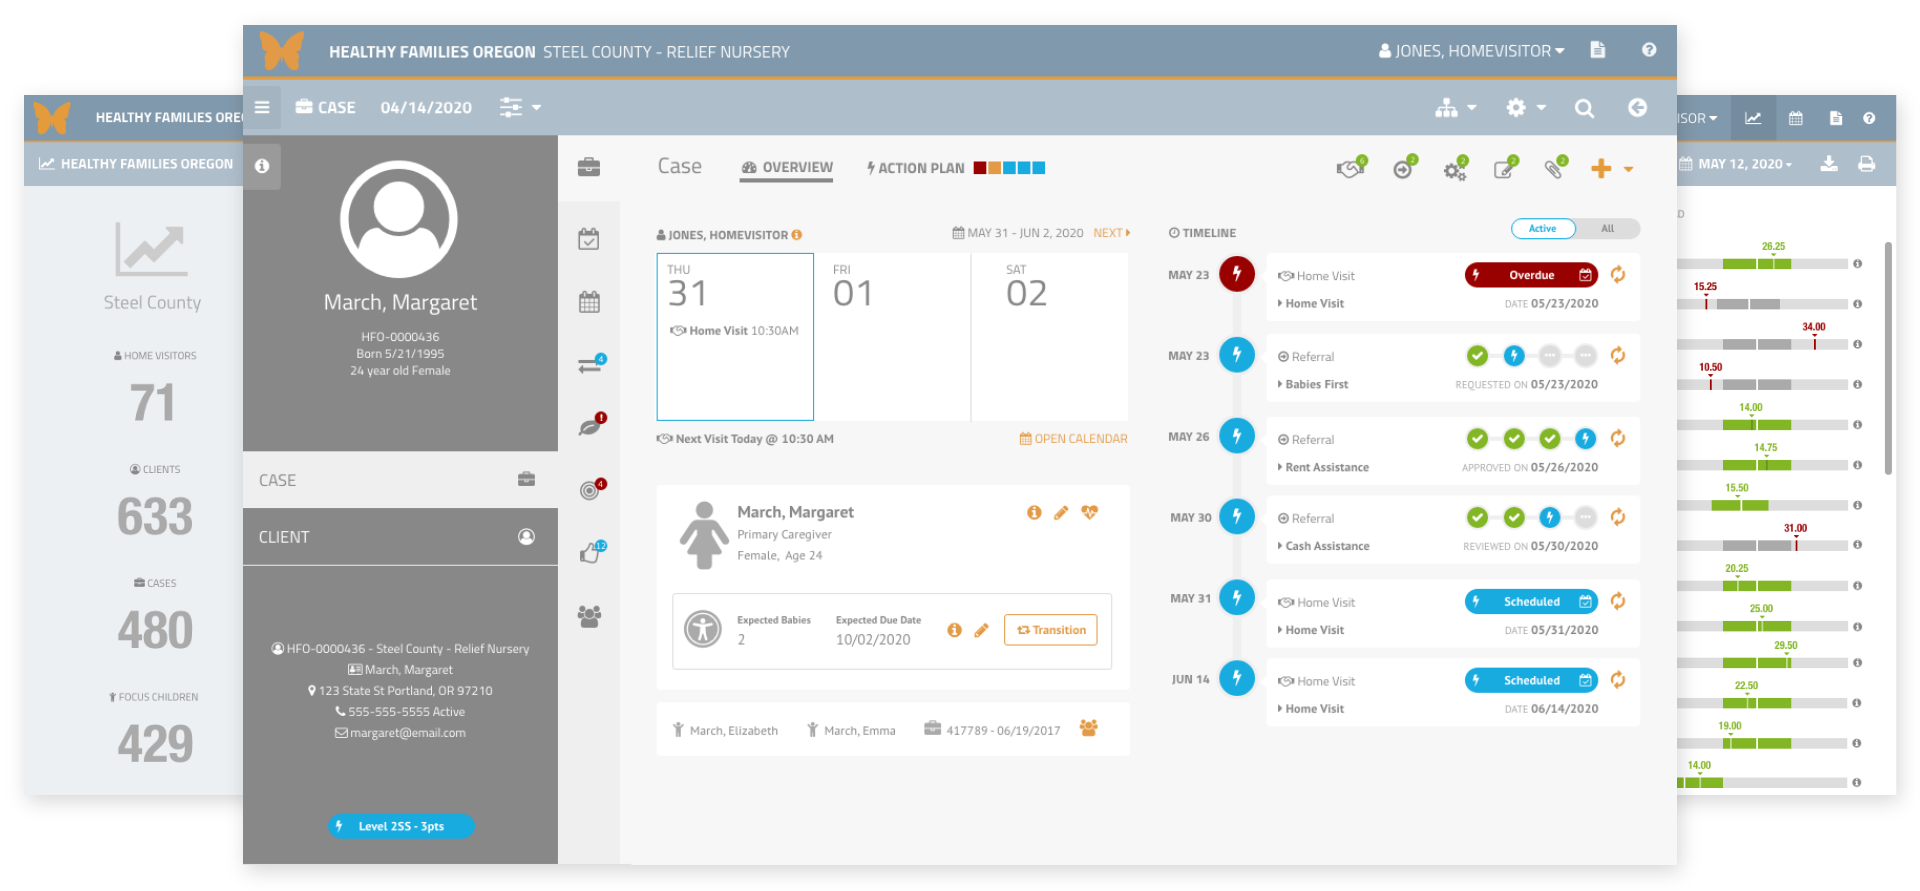 HEALTHY FAMILIES OREGON STEEL COUNTY - RELIEF NURSERY
JONES, HOMEVISITOR
CASE 04/14/2020
HEALTHY FAMILIES ORE
HEALTHY FAMILIES OREGON
Steel County
HOME VISITORS
71
CLIENTS
633
CASES
480
FOCUS CHILDREN
429
March, Margaret
HFO-0000436
Born 5/21/1995
24 year old Female
CASE
CLIENT
HFO-0000436 - Steel County - Relief Nursery
March, Margaret
123 State St Portland, OR 97210
555-555-5555 Active
margaret@email.com
Level 2SS - 3pts
4
!
4
12
Case
OVERVIEW
ACTION PLAN
6
2
2
2
2
JONES, HOMEVISITOR
MAY 31 - JUN 2, 2020 NEXT
THU
31
Home Visit 10:30AM
FRI
01
SAT
02
Next Visit Today @ 10:30 AM
OPEN CALENDAR
March, Margaret
Primary Caregiver
Female, Age 24
Expected Babies
2
Expected Due Date
10/02/2020
Transition
March, Elizabeth
March, Emma
417789 - 06/19/2017
TIMELINE
Active
All
MAY 23
Home Visit
Overdue
Home Visit
DATE 05/23/2020
MAY 23
Referral
Babies First
REQUESTED ON 05/23/2020
MAY 26
Referral
Rent Assistance
APPROVED ON 05/26/2020
MAY 30
Referral
Cash Assistance
REVIEWED ON 05/30/2020
MAY 31
Home Visit
Scheduled
Home Visit
DATE 05/31/2020
JUN 14
Home Visit
Scheduled
Home Visit
DATE 06/14/2020
ISOR
MAY 12, 2020
D
26.25
15.25
34.00
10.50
14.00
14.75
15.50
31.00
20.25
25.00
29.50
22.50
19.00
14.00